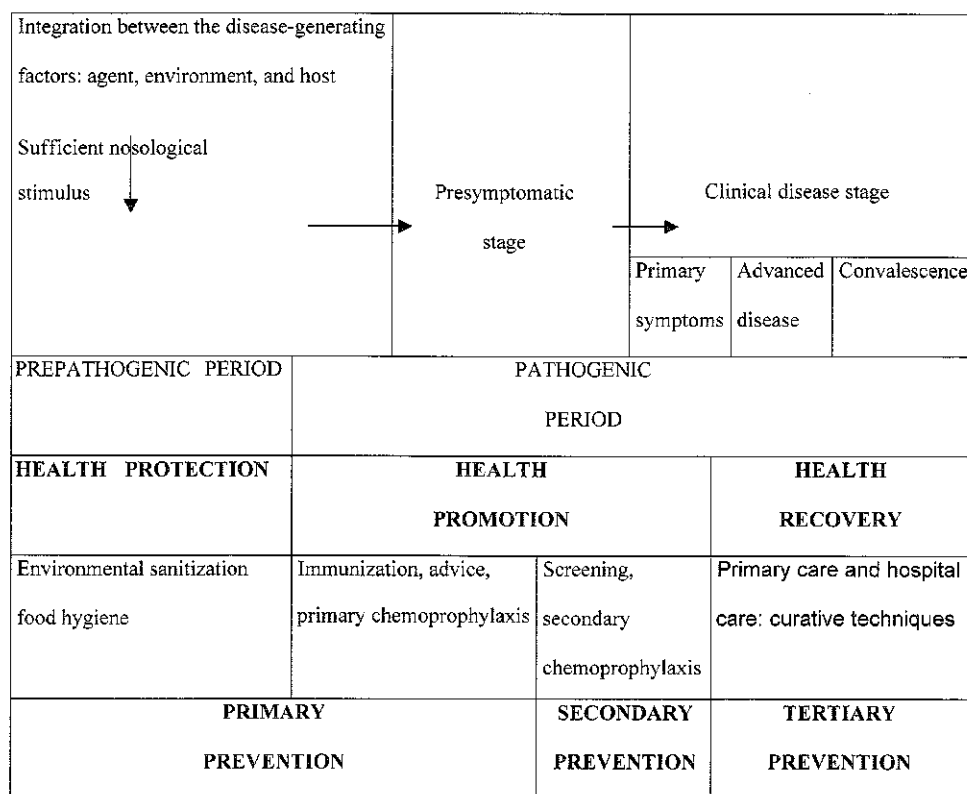 Integration between the disease-generating
factors: agent, environment, and host
Sufficient nosological
stimulus
Presymptomatic
stage
Clinical disease stage
Primary
symptoms
Advanced
disease
Convalescence
PREPATHOGENIC PERIOD
PATHOGENIC
PERIOD
HEALTH PROTECTION
HEALTH
PROMOTION
HEALTH
RECOVERY
Environmental sanitization
food hygiene
Immunization, advice,
primary chemoprophylaxis
Screening,
secondary
chemoprophylaxis
Primary care and hospital
care: curative techniques
PRIMARY
PREVENTION
SECONDARY
PREVENTION
TERTIARY
PREVENTION